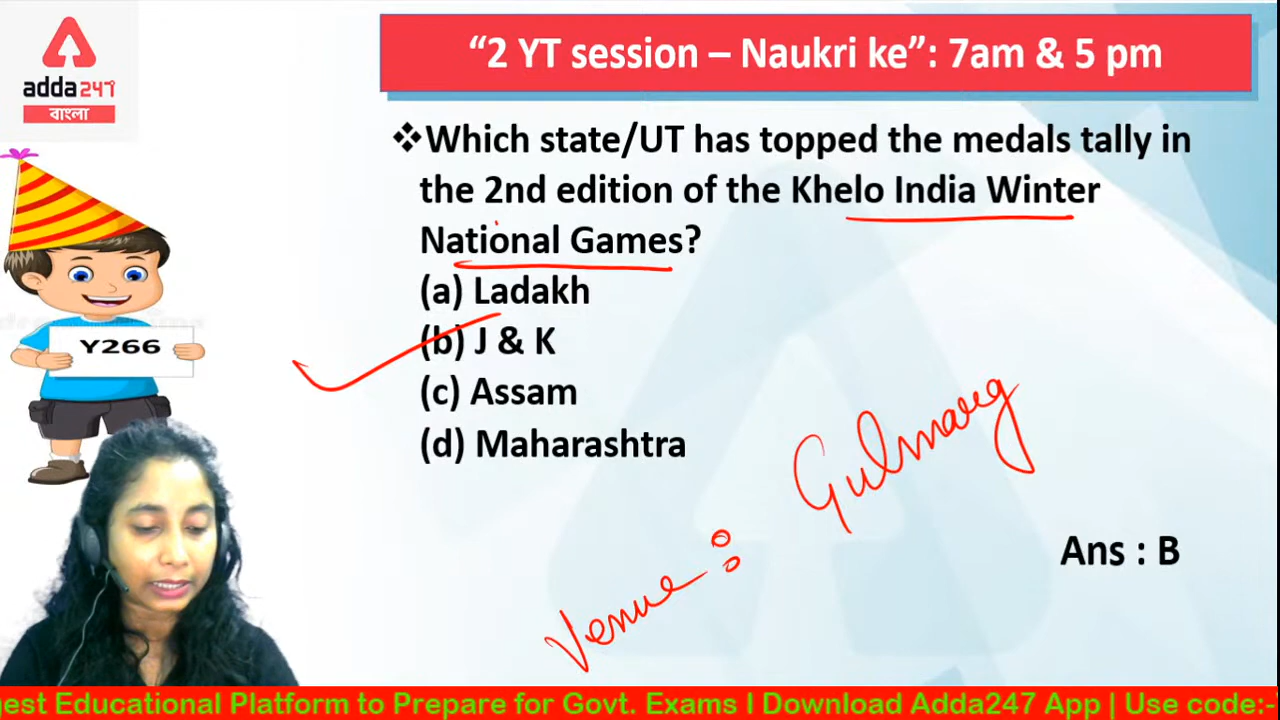 adda247
বাংলা
“2 YT session – Naukri ke”: 7am & 5 pm
❖Which state/UT has topped the medals tally in
the 2nd edition of the Khelo India Winter
National Games?
(a) Ladakh
(b) J & K
(c) Assam
(d) Maharashtra
Y266
Venue : Gulmarg
Ans : B
gest Educational Platform to Prepare for Govt. Exams I Download Adda247 App | Use code:-